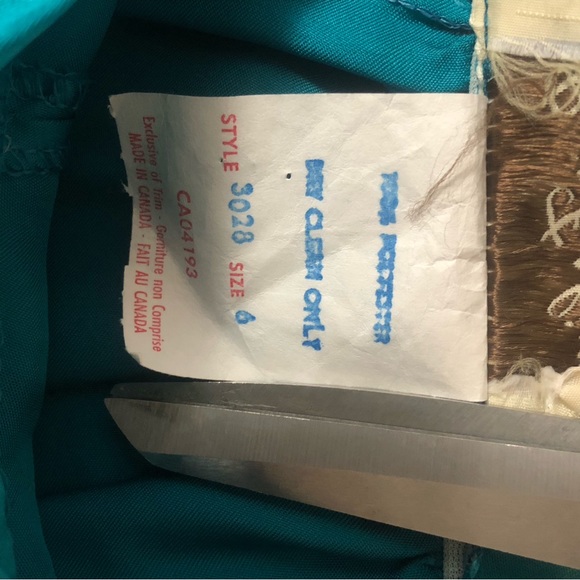 100% POLYESTER
DRY CLEAN ONLY
STYLE 3028 SIZE 6
CA04193
Exclusive of Trim - Garniture non Comprise
MADE IN CANADA - FAIT AU CANADA